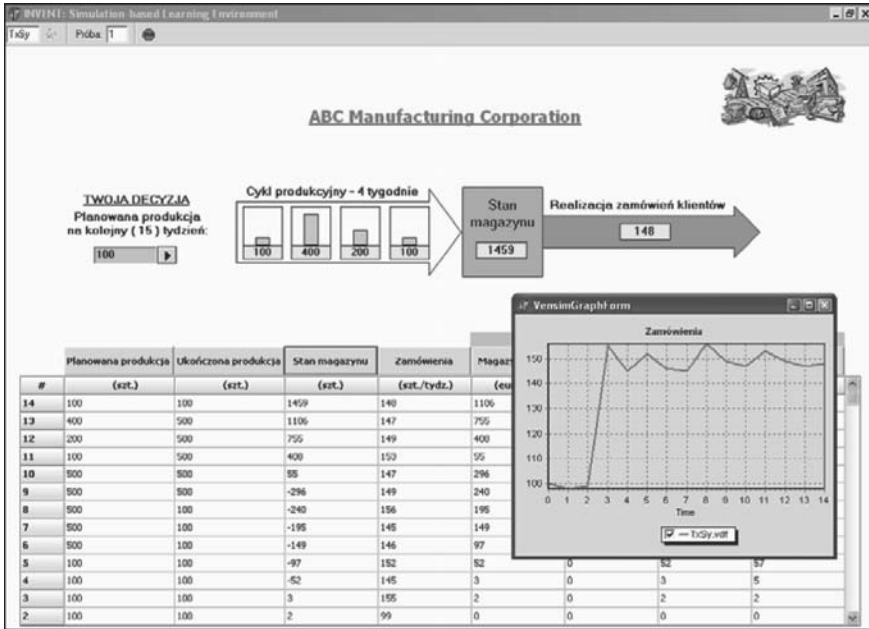 INVENT: Simulation-based Learning Environment
TxSy Próba: 1
ABC Manufacturing Corporation
TWOJA DECYZJA
Planowana produkcja
na kolejny ( 15 ) tydzień:
100
Cykl produkcyjny - 4 tygodnie
100 400 200 100
Stan
magazynu
1459
Realizacja zamówień klientów
148
VensimGraphForm
Zamówienia
150
140
130
120
110
100
0 1 2 3 4 5 6 7 8 9 10 11 12 13 14
Time
TxSy.vdf
Planowana produkcja Ukończona produkcja Stan magazynu Zamówienia
# (szt.) (szt.) (szt.) (szt./tydz.)
14 100 100 1459 148 1106
13 400 500 1106 147 755
12 200 500 755 149 400
11 100 500 400 153 55
10 500 500 55 147 296
9 500 500 -296 149 240
8 500 100 -240 156 195
7 500 100 -195 145 149
6 500 100 -149 146 97
5 100 100 -97 152 52 0 52 57
4 100 100 -52 145 3 0 3 5
3 100 100 3 155 2 0 2 2
2 100 100 2 99 0 0 0 0